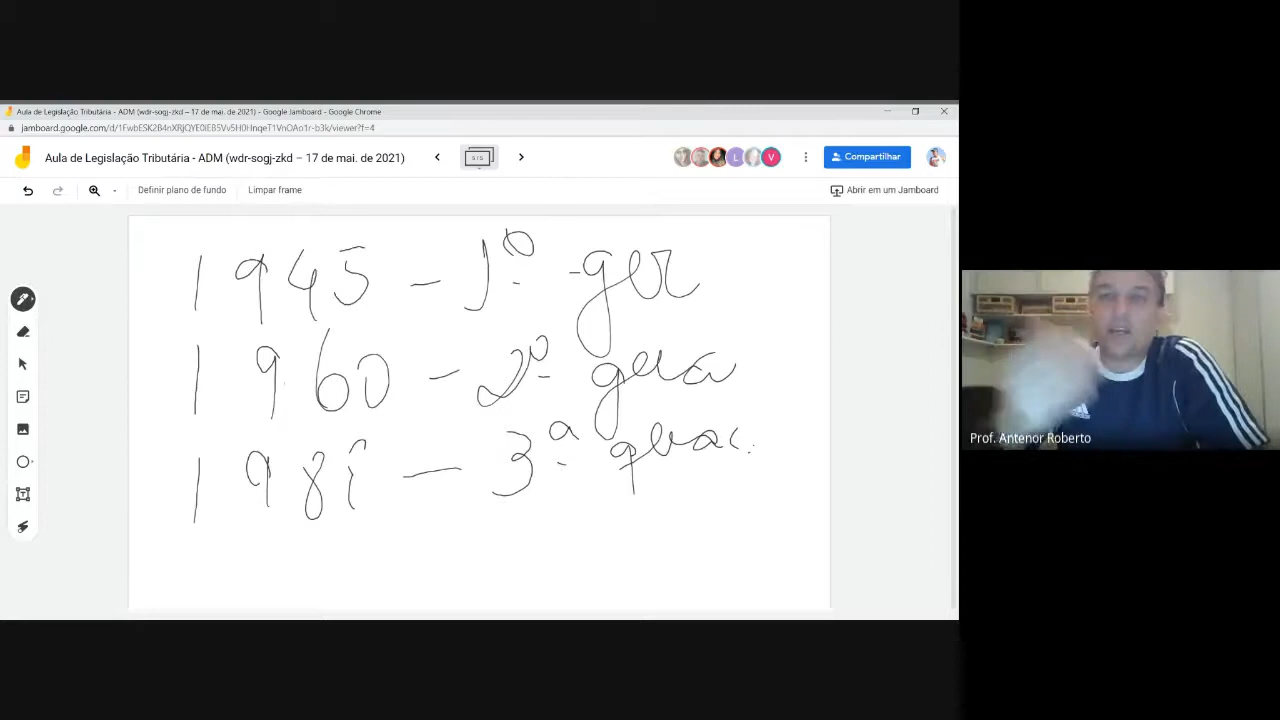 Aula de Legislação Tributária - ADM (wdr-sogj-zkd – 17 de mai. de 2021) - Google Jamboard - Google Chrome
Aula de Legislação Tributária - ADM (wdr-sogj-zkd – 17 de mai. de 2021)
5 / 5
L
V
Compartilhar
Definir plano de fundo
Limpar frame
Abrir em um Jamboard
1945 - 1º - ger
1960 - 2º gera
- 3ª gerac.
Prof. Antenor Roberto